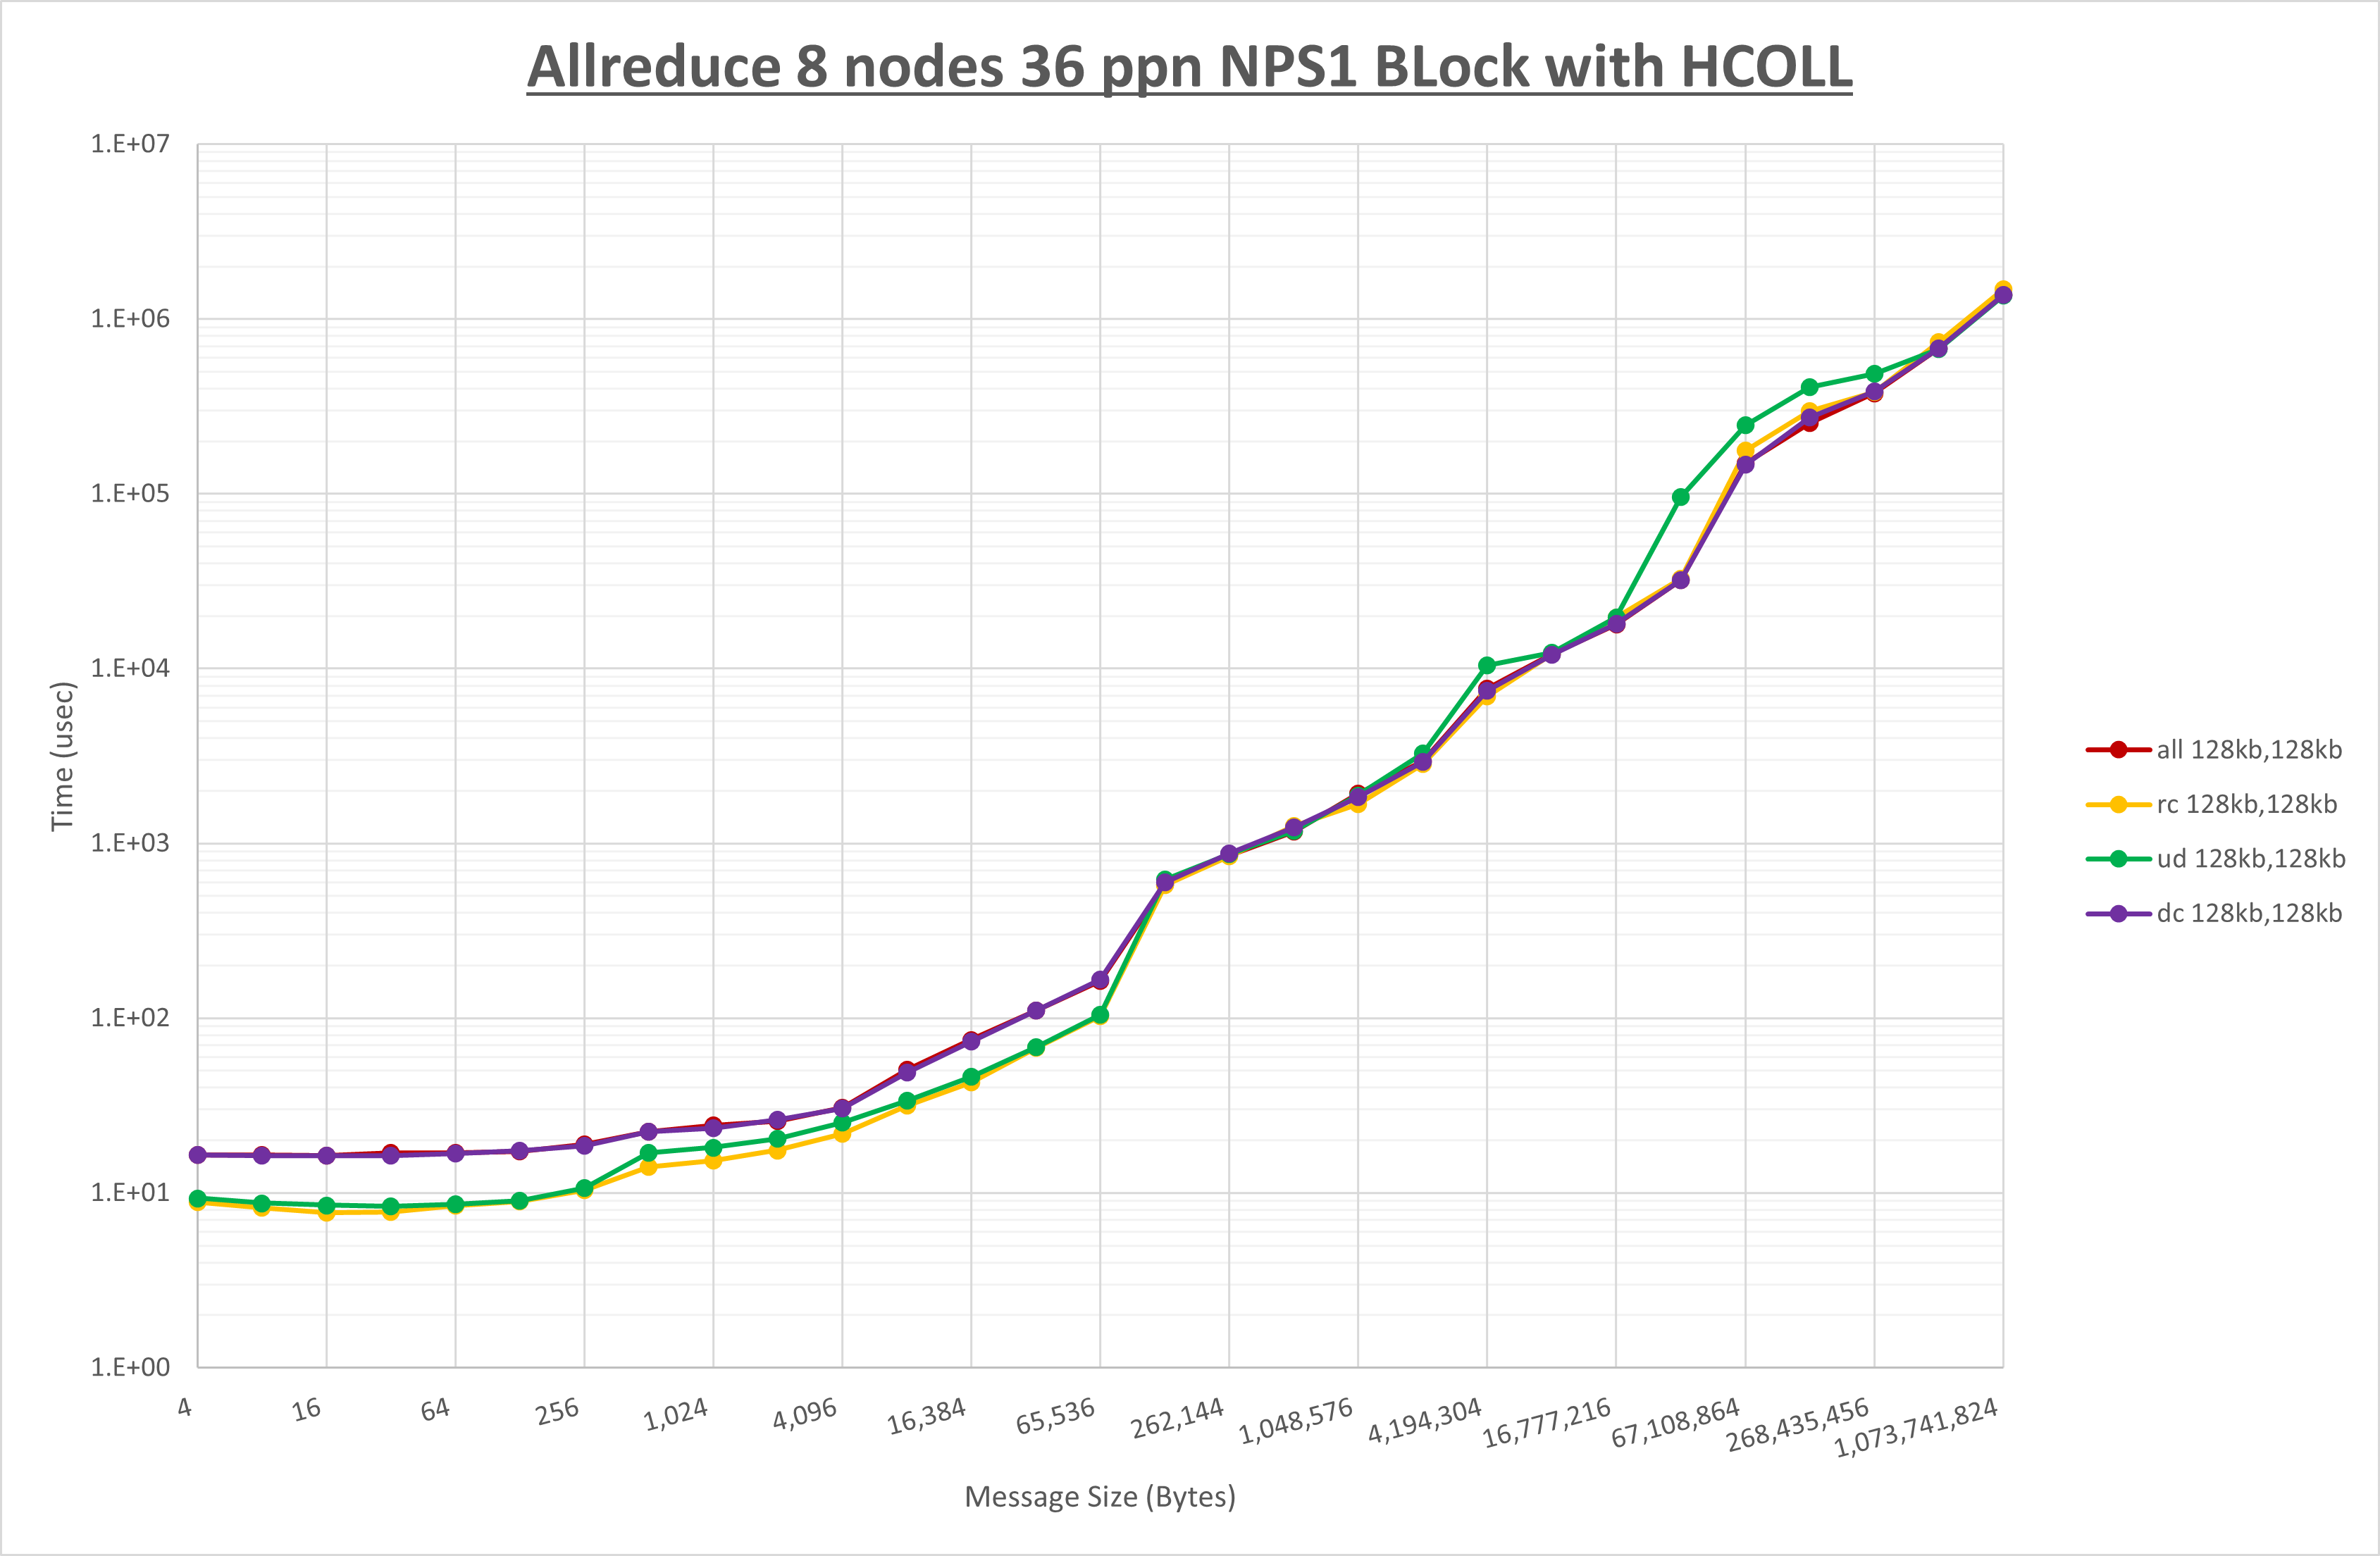 Allreduce 8 nodes 36 ppn NPS1 BLock with HCOLL
1.E+07
1.E+06
1.E+05
1.E+04
1.E+03
1.E+02
1.E+01
1.E+00
Time (usec)
4
16
64
256
1,024
4,096
16,384
65,536
262,144
1,048,576
4,194,304
16,777,216
67,108,864
268,435,456
1,073,741,824
Message Size (Bytes)
all 128kb,128kb
rc 128kb,128kb
ud 128kb,128kb
dc 128kb,128kb